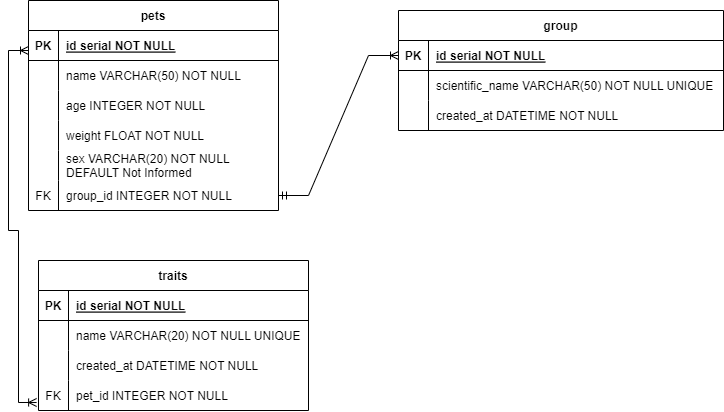 pets
PK id serial NOT NULL
name VARCHAR(50) NOT NULL
age INTEGER NOT NULL
weight FLOAT NOT NULL
sex VARCHAR(20) NOT NULL
DEFAULT Not Informed
FK group_id INTEGER NOT NULL
group
PK id serial NOT NULL
scientific_name VARCHAR(50) NOT NULL UNIQUE
created_at DATETIME NOT NULL
traits
PK id serial NOT NULL
name VARCHAR(20) NOT NULL UNIQUE
created_at DATETIME NOT NULL
FK pet_id INTEGER NOT NULL